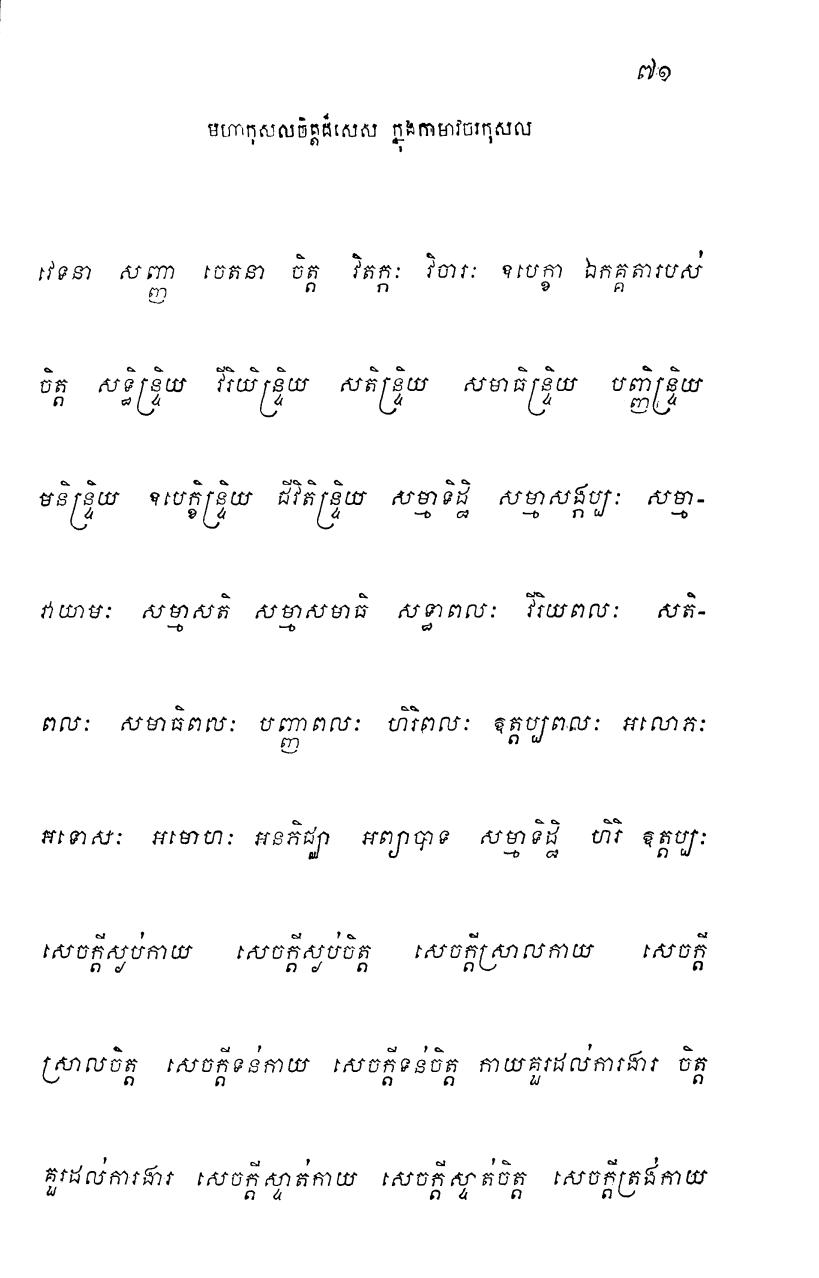 ៧១
មហាកុសលចិត្តដ៏សេស ក្នុងកាមាវចរកុសល
វេទនា សញ្ញា ចេតនា ចិត្ត វិតក្កៈ វិចារៈ ឧបេក្ខា ឯកគ្គតារបស់
ចិត្ត សទ្ធិន្ទ្រិយ វីរិយិន្ទ្រិយ សតិន្ទ្រិយ សមាធិន្ទ្រិយ បញ្ញិន្ទ្រិយ
មនិន្ទ្រិយ ឧបេក្ខិន្ទ្រិយ ជីវិតិន្ទ្រិយ សម្មាទិដ្ឋិ សម្មាសង្កប្បៈ សម្មា-
វាយាមៈ សម្មាសតិ សម្មាសមាធិ សទ្ធាពលៈ វីរិយពលៈ សតិ-
ពលៈ សមាធិពលៈ បញ្ញាពលៈ ហិរិពលៈ ឱត្តប្បពលៈ អលោភៈ
អទោសៈ អមោហៈ អនភិជ្ឈា អព្យាបាទ សម្មាទិដ្ឋិ ហិរិ ឱត្តប្បៈ
សេចក្តីស្ងប់កាយ សេចក្តីស្ងប់ចិត្ត សេចក្តីស្រាលកាយ សេចក្តី
ស្រាលចិត្ត សេចក្តីទន់កាយ សេចក្តីទន់ចិត្ត កាយគួរដល់ការងារ ចិត្ត
គួរដល់ការងារ សេចក្តីស្ទាត់កាយ សេចក្តីស្ទាត់ចិត្ត សេចក្តីត្រង់កាយ